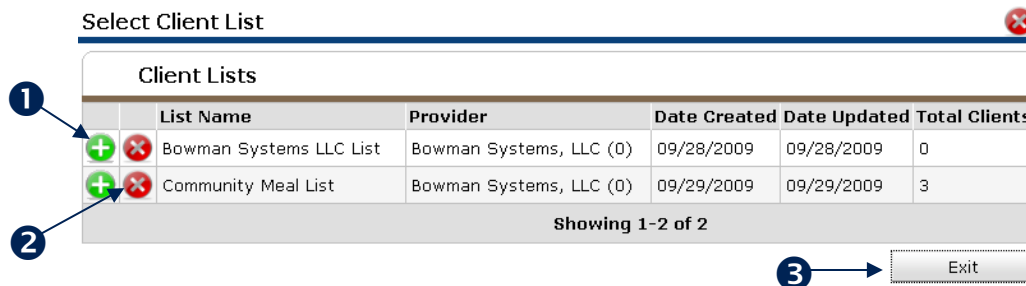 Select Client List
Client Lists
1
List Name Provider Date Created Date Updated Total Clients
Bowman Systems LLC List Bowman Systems, LLC (0) 09/28/2009 09/28/2009 0
Community Meal List Bowman Systems, LLC (0) 09/29/2009 09/29/2009 3
Showing 1-2 of 2
2
3 Exit